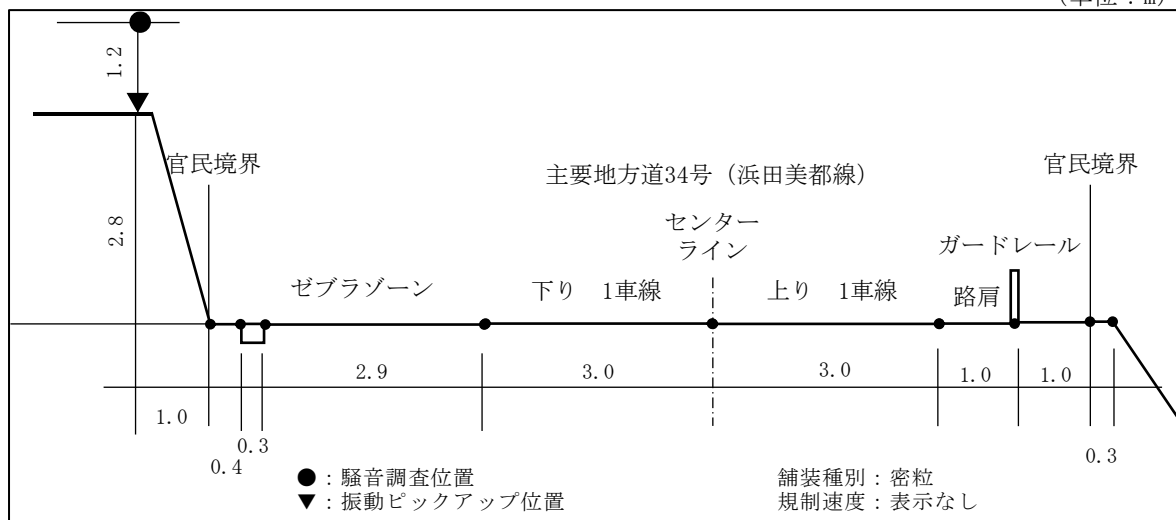 (単位：m)
1.2
官民境界
主要地方道34号（浜田美都線）
官民境界
2.8
センター
ライン
ガードレール
ゼブラゾーン
下り　1車線
上り　1車線
路肩
2.9
3.0
3.0
1.0
1.0
1.0
0.3
0.4
0.3
●：騒音調査位置
舗装種別：密粒
▼：振動ピックアップ位置
規制速度：表示なし